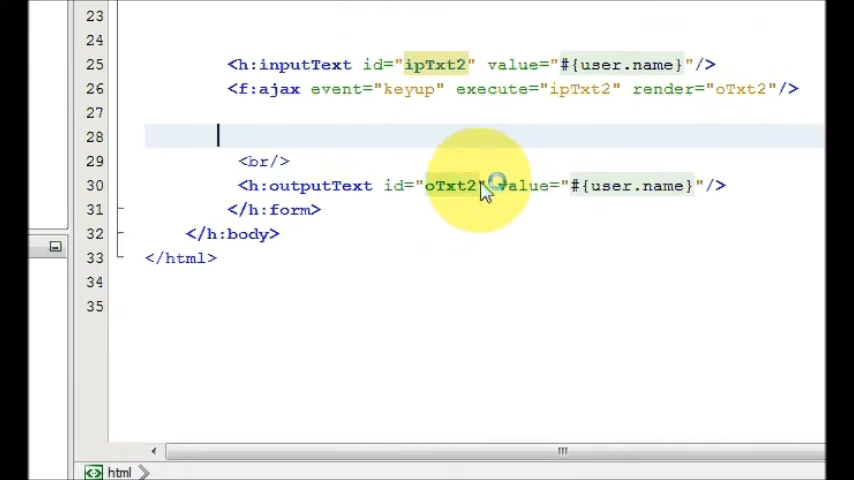 23
24
25 <h:inputText id="ipTxt2" value="#{user.name}"/>
26 <f:ajax event="keyup" execute="ipTxt2" render="oTxt2"/>
27
28
29 <br/>
30 <h:outputText id="oTxt2" value="#{user.name}"/>
31 </h:form>
32 </h:body>
33 </html>
34
35
html